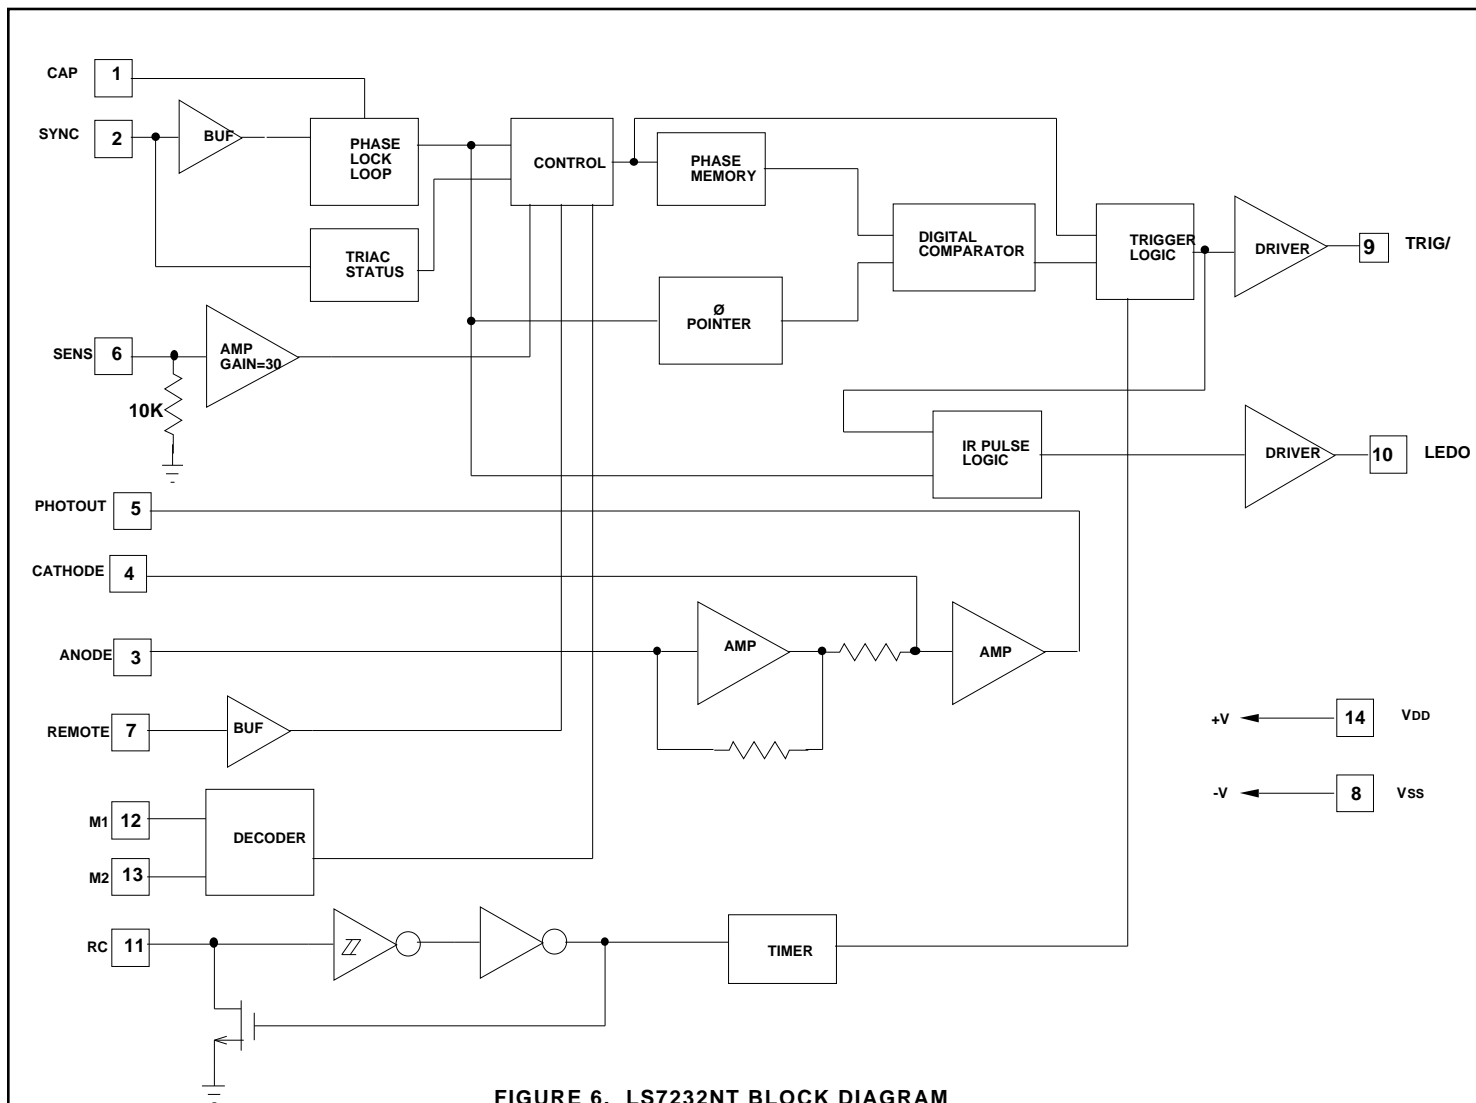 CAP 1
SYNC 2
BUF
PHASE
LOCK
LOOP
CONTROL
PHASE
MEMORY
TRIAC
STATUS
DIGITAL
COMPARATOR
TRIGGER
LOGIC
DRIVER
9 TRIG/
Ø
POINTER
SENS 6
AMP
GAIN=30
10K
IR PULSE
LOGIC
DRIVER
10 LEDO
PHOTOUT 5
CATHODE 4
ANODE 3
AMP
AMP
REMOTE 7
BUF
+V 14 VDD
-V 8 VSS
M1 12
M2 13
DECODER
RC 11
TIMER
FIGURE 6. LS7232NT BLOCK DIAGRAM